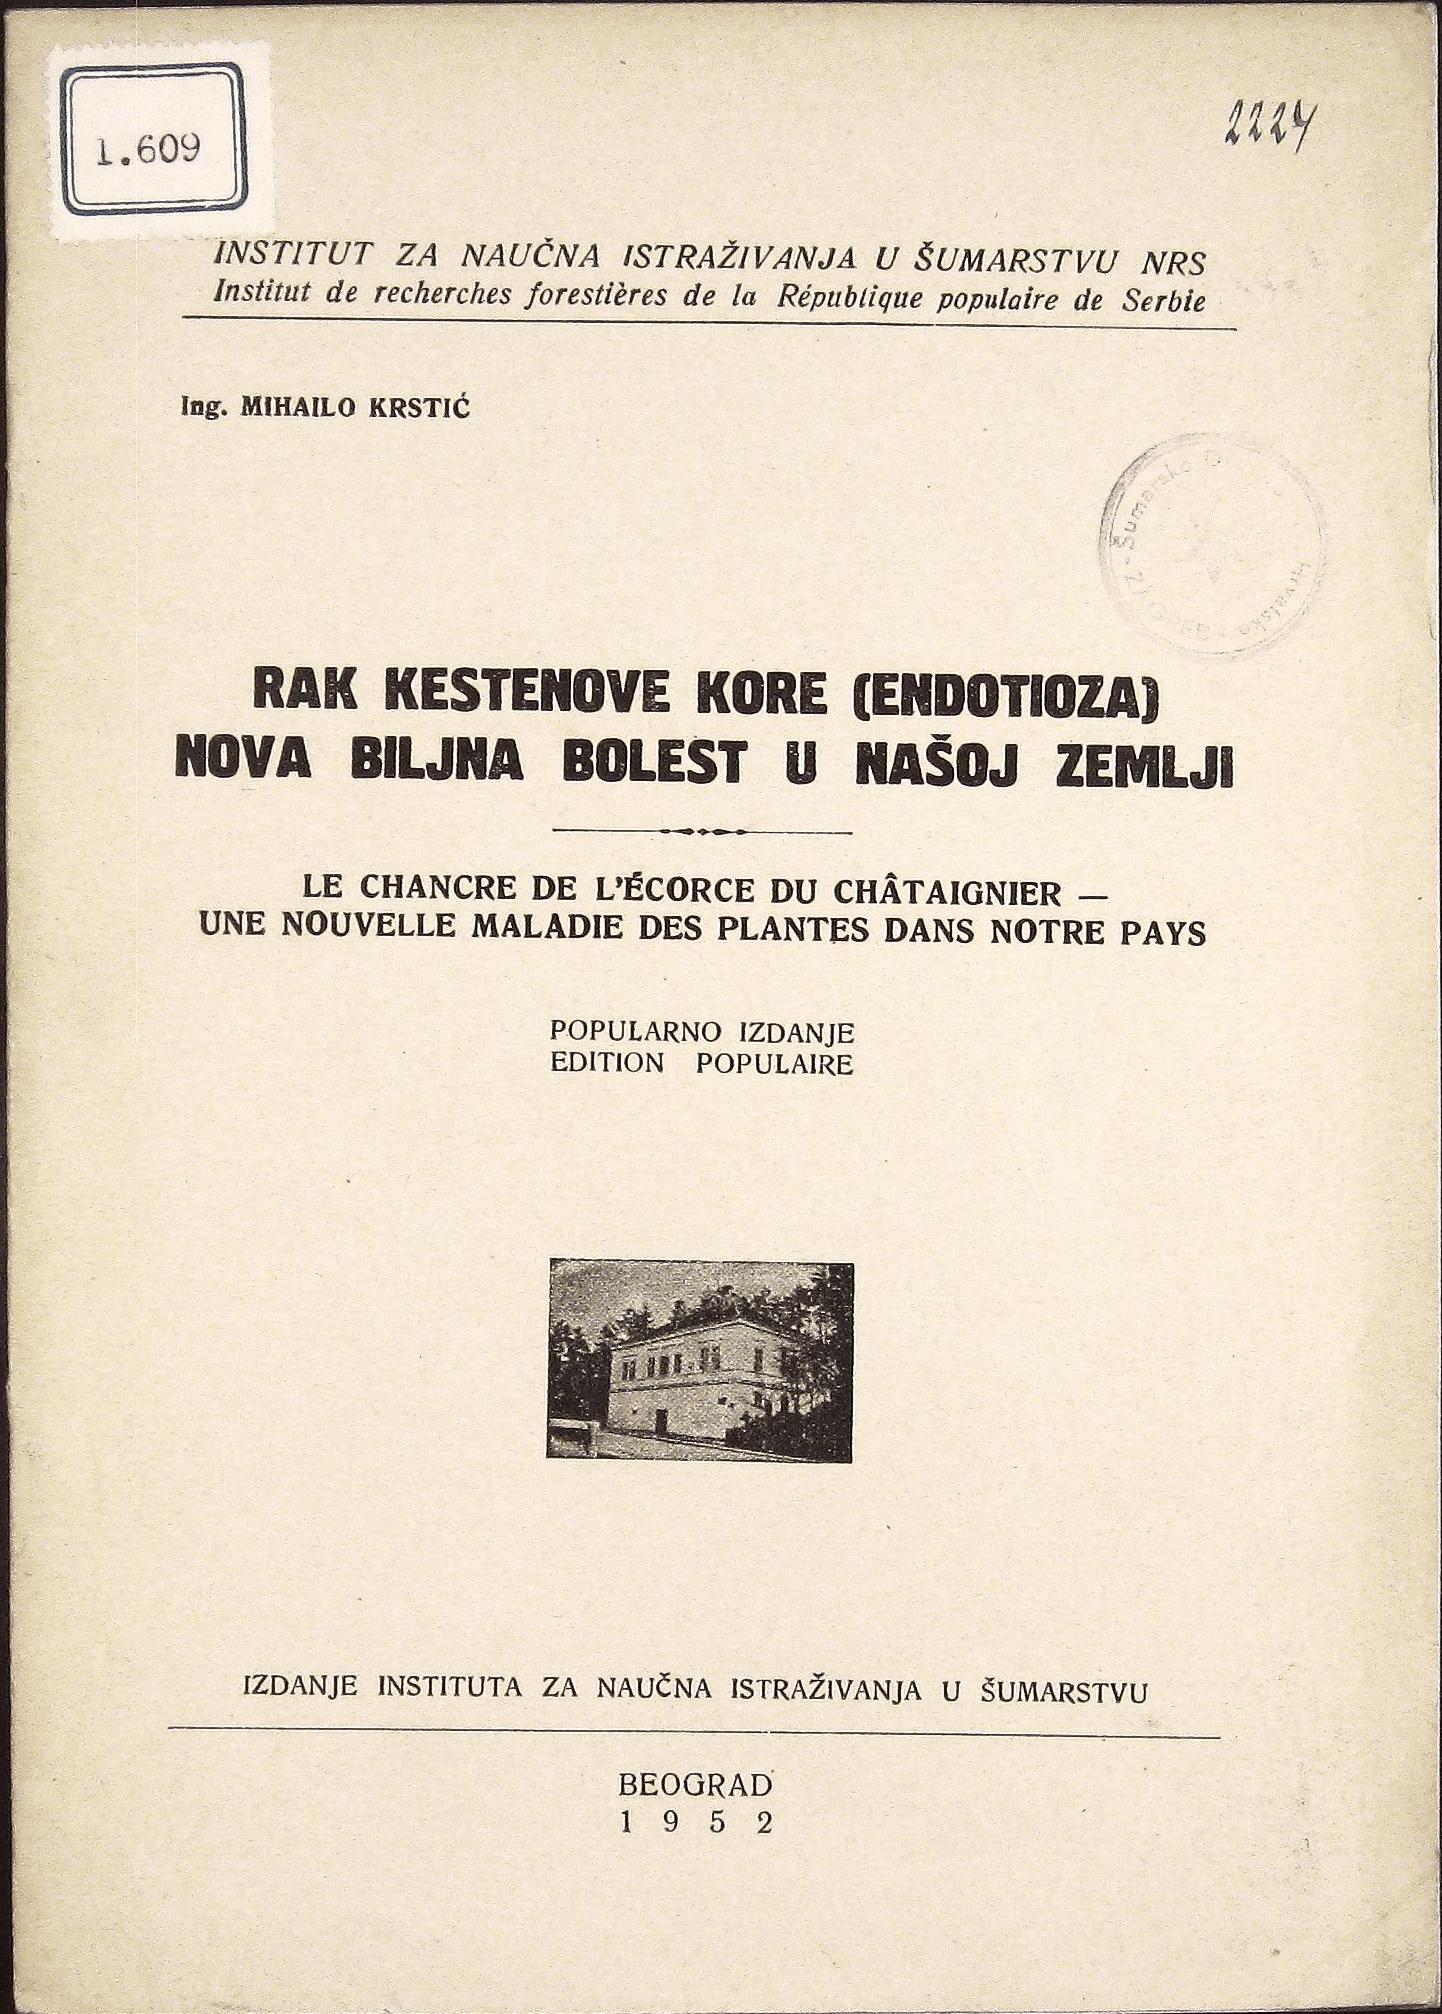 1.609
2224
INSTITUT ZA NAUČNA ISTRAŽIVANJA U ŠUMARSTVU NRS
Institut de recherches forestières de la République populaire de Serbie
Ing. MIHAILO KRSTIĆ
Šumarsko
Hrvatske
RAK KESTENOVE KORE (ENDOTIOZA)
NOVA BILJNA BOLEST U NAŠOJ ZEMLJI
LE CHANCRE DE L'ÉCORCE DU CHÂTAIGNIER —
UNE NOUVELLE MALADIE DES PLANTES DANS NOTRE PAYS
POPULARNO IZDANJE
EDITION POPULAIRE
IZDANJE INSTITUTA ZA NAUČNA ISTRAŽIVANJA U ŠUMARSTVU
BEOGRAD
1952